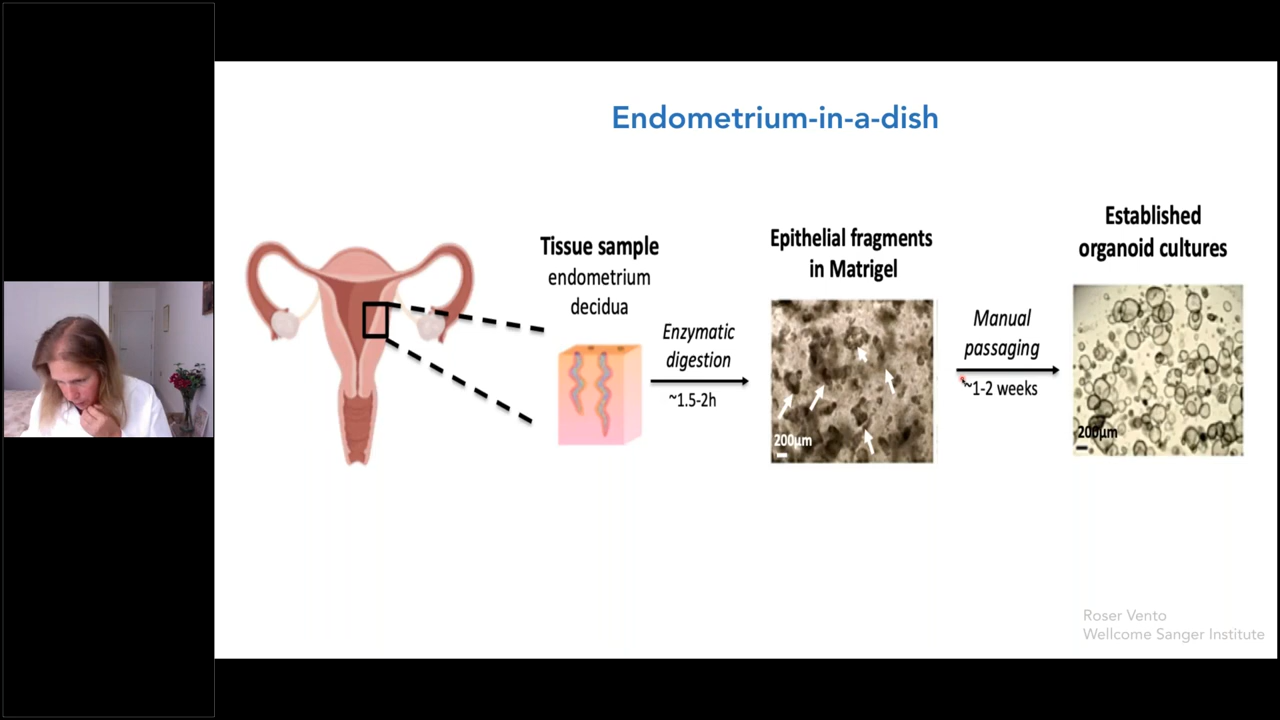 Endometrium-in-a-dish
Tissue sample
endometrium
decidua
Enzymatic
digestion
~1.5-2h
Epithelial fragments
in Matrigel
200µm
Manual
passaging
~1-2 weeks
Established
organoid cultures
200µm
Roser Vento
Wellcome Sanger Institute